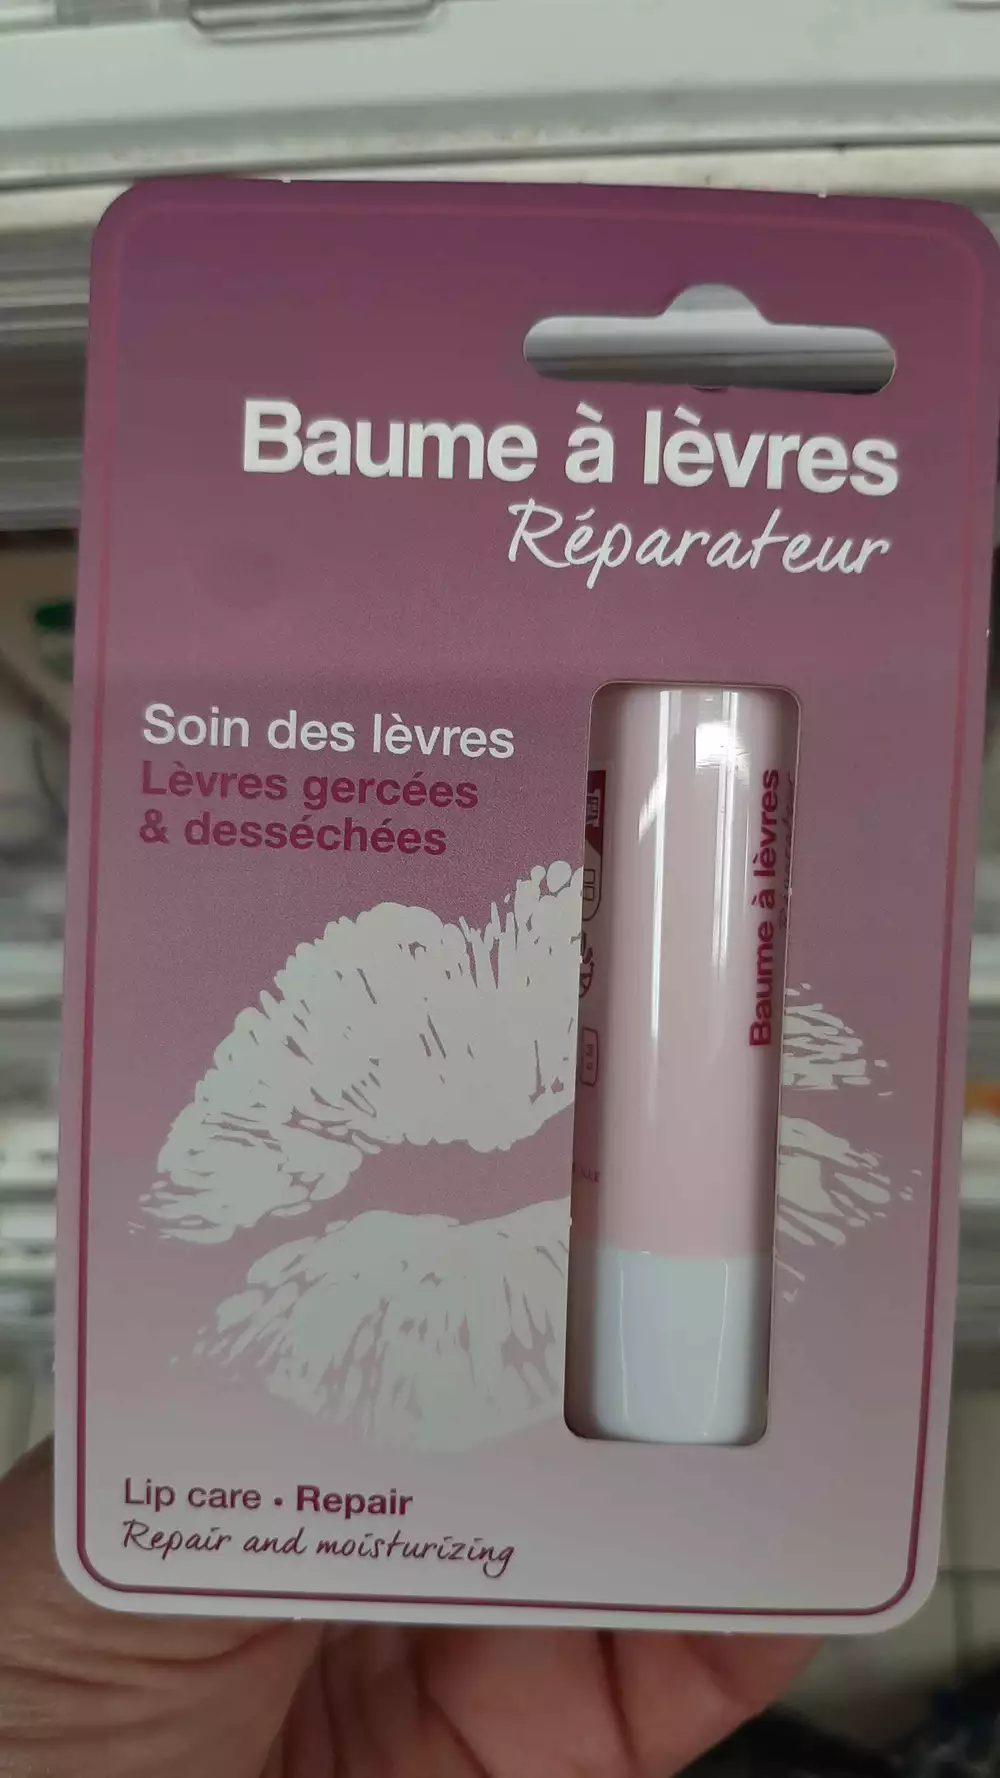 Baume à lèvres
Réparateur
Soin des lèvres
Lèvres gercées
& desséchées
Baume à lèvres
Lip care • Repair
Repair and moisturizing